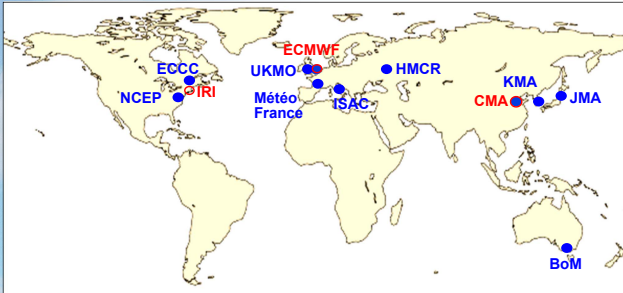 ECMWF
ECCC
UKMO
HMCR
KMA
NCEP
IRI
Météo
France
ISAC
CMA
JMA
BoM